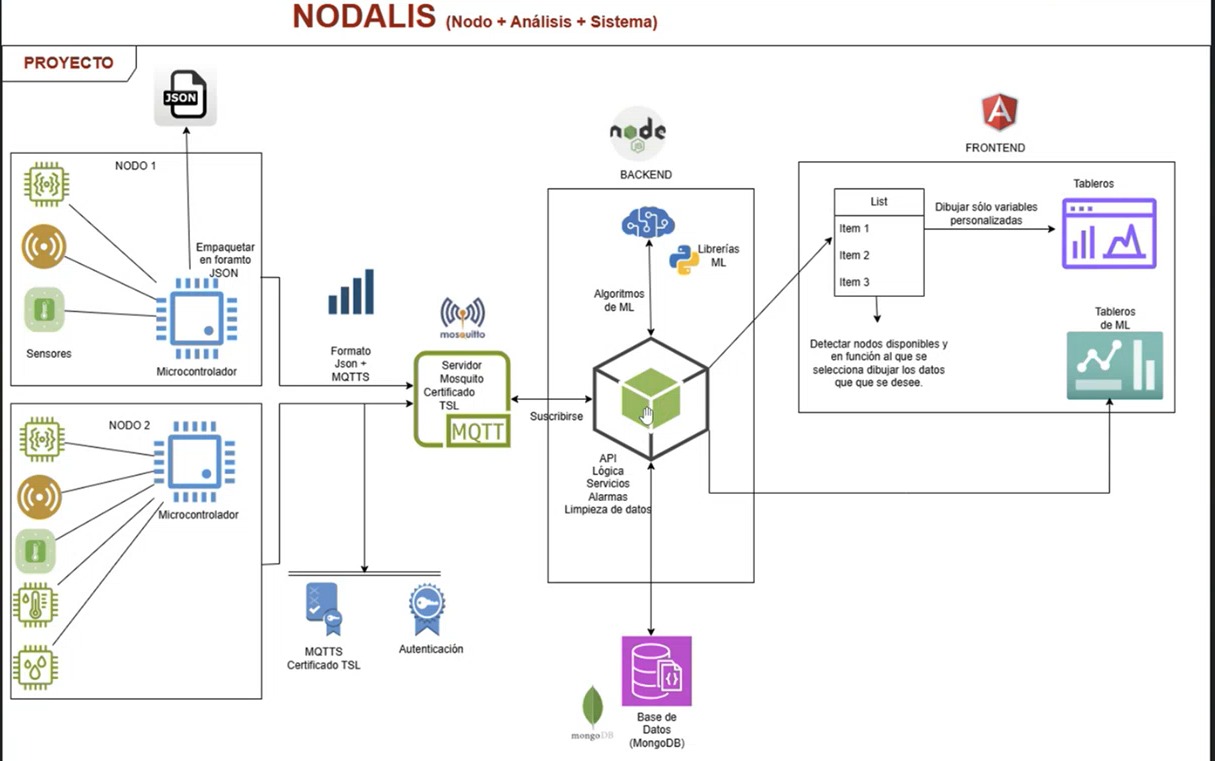 NODALIS (Nodo + Análisis + Sistema)
PROYECTO
JSON
NODO 1
Empaquetar
en foramto
JSON
Sensores
Microcontrolador
NODO 2
Microcontrolador
Formato
Json +
MQTTS
mosquitto
Servidor
Mosquito
Certificado
TSL
MQTT
Suscribirse
MQTTS
Certificado TSL
Autenticación
node
JS
BACKEND
Librerías
ML
Algoritmos
de ML
API
Lógica
Servicios
Alarmas
Limpieza de datos
mongoDB
Base de
Datos
(MongoDB)
A
FRONTEND
List
Item 1
Item 2
Item 3
Dibujar sólo variables
personalizadas
Tableros
Detectar nodos disponibles y
en función al que se
selecciona dibujar los datos
que que se desee.
Tableros
de ML